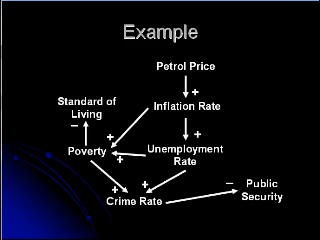 Example
Petrol Price
+
Standard of
Living
Inflation Rate
–
+
+
Poverty
+
Unemployment
Rate
+
+
Crime Rate
–
Public
Security